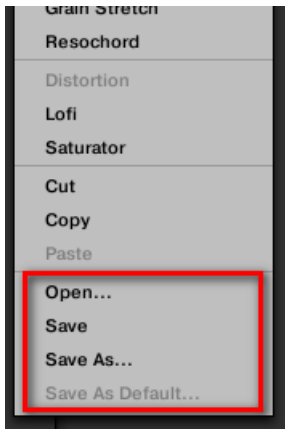 Grain Stretch
Resochord
Distortion
Lofi
Saturator
Cut
Copy
Paste
Open...
Save
Save As...
Save As Default...